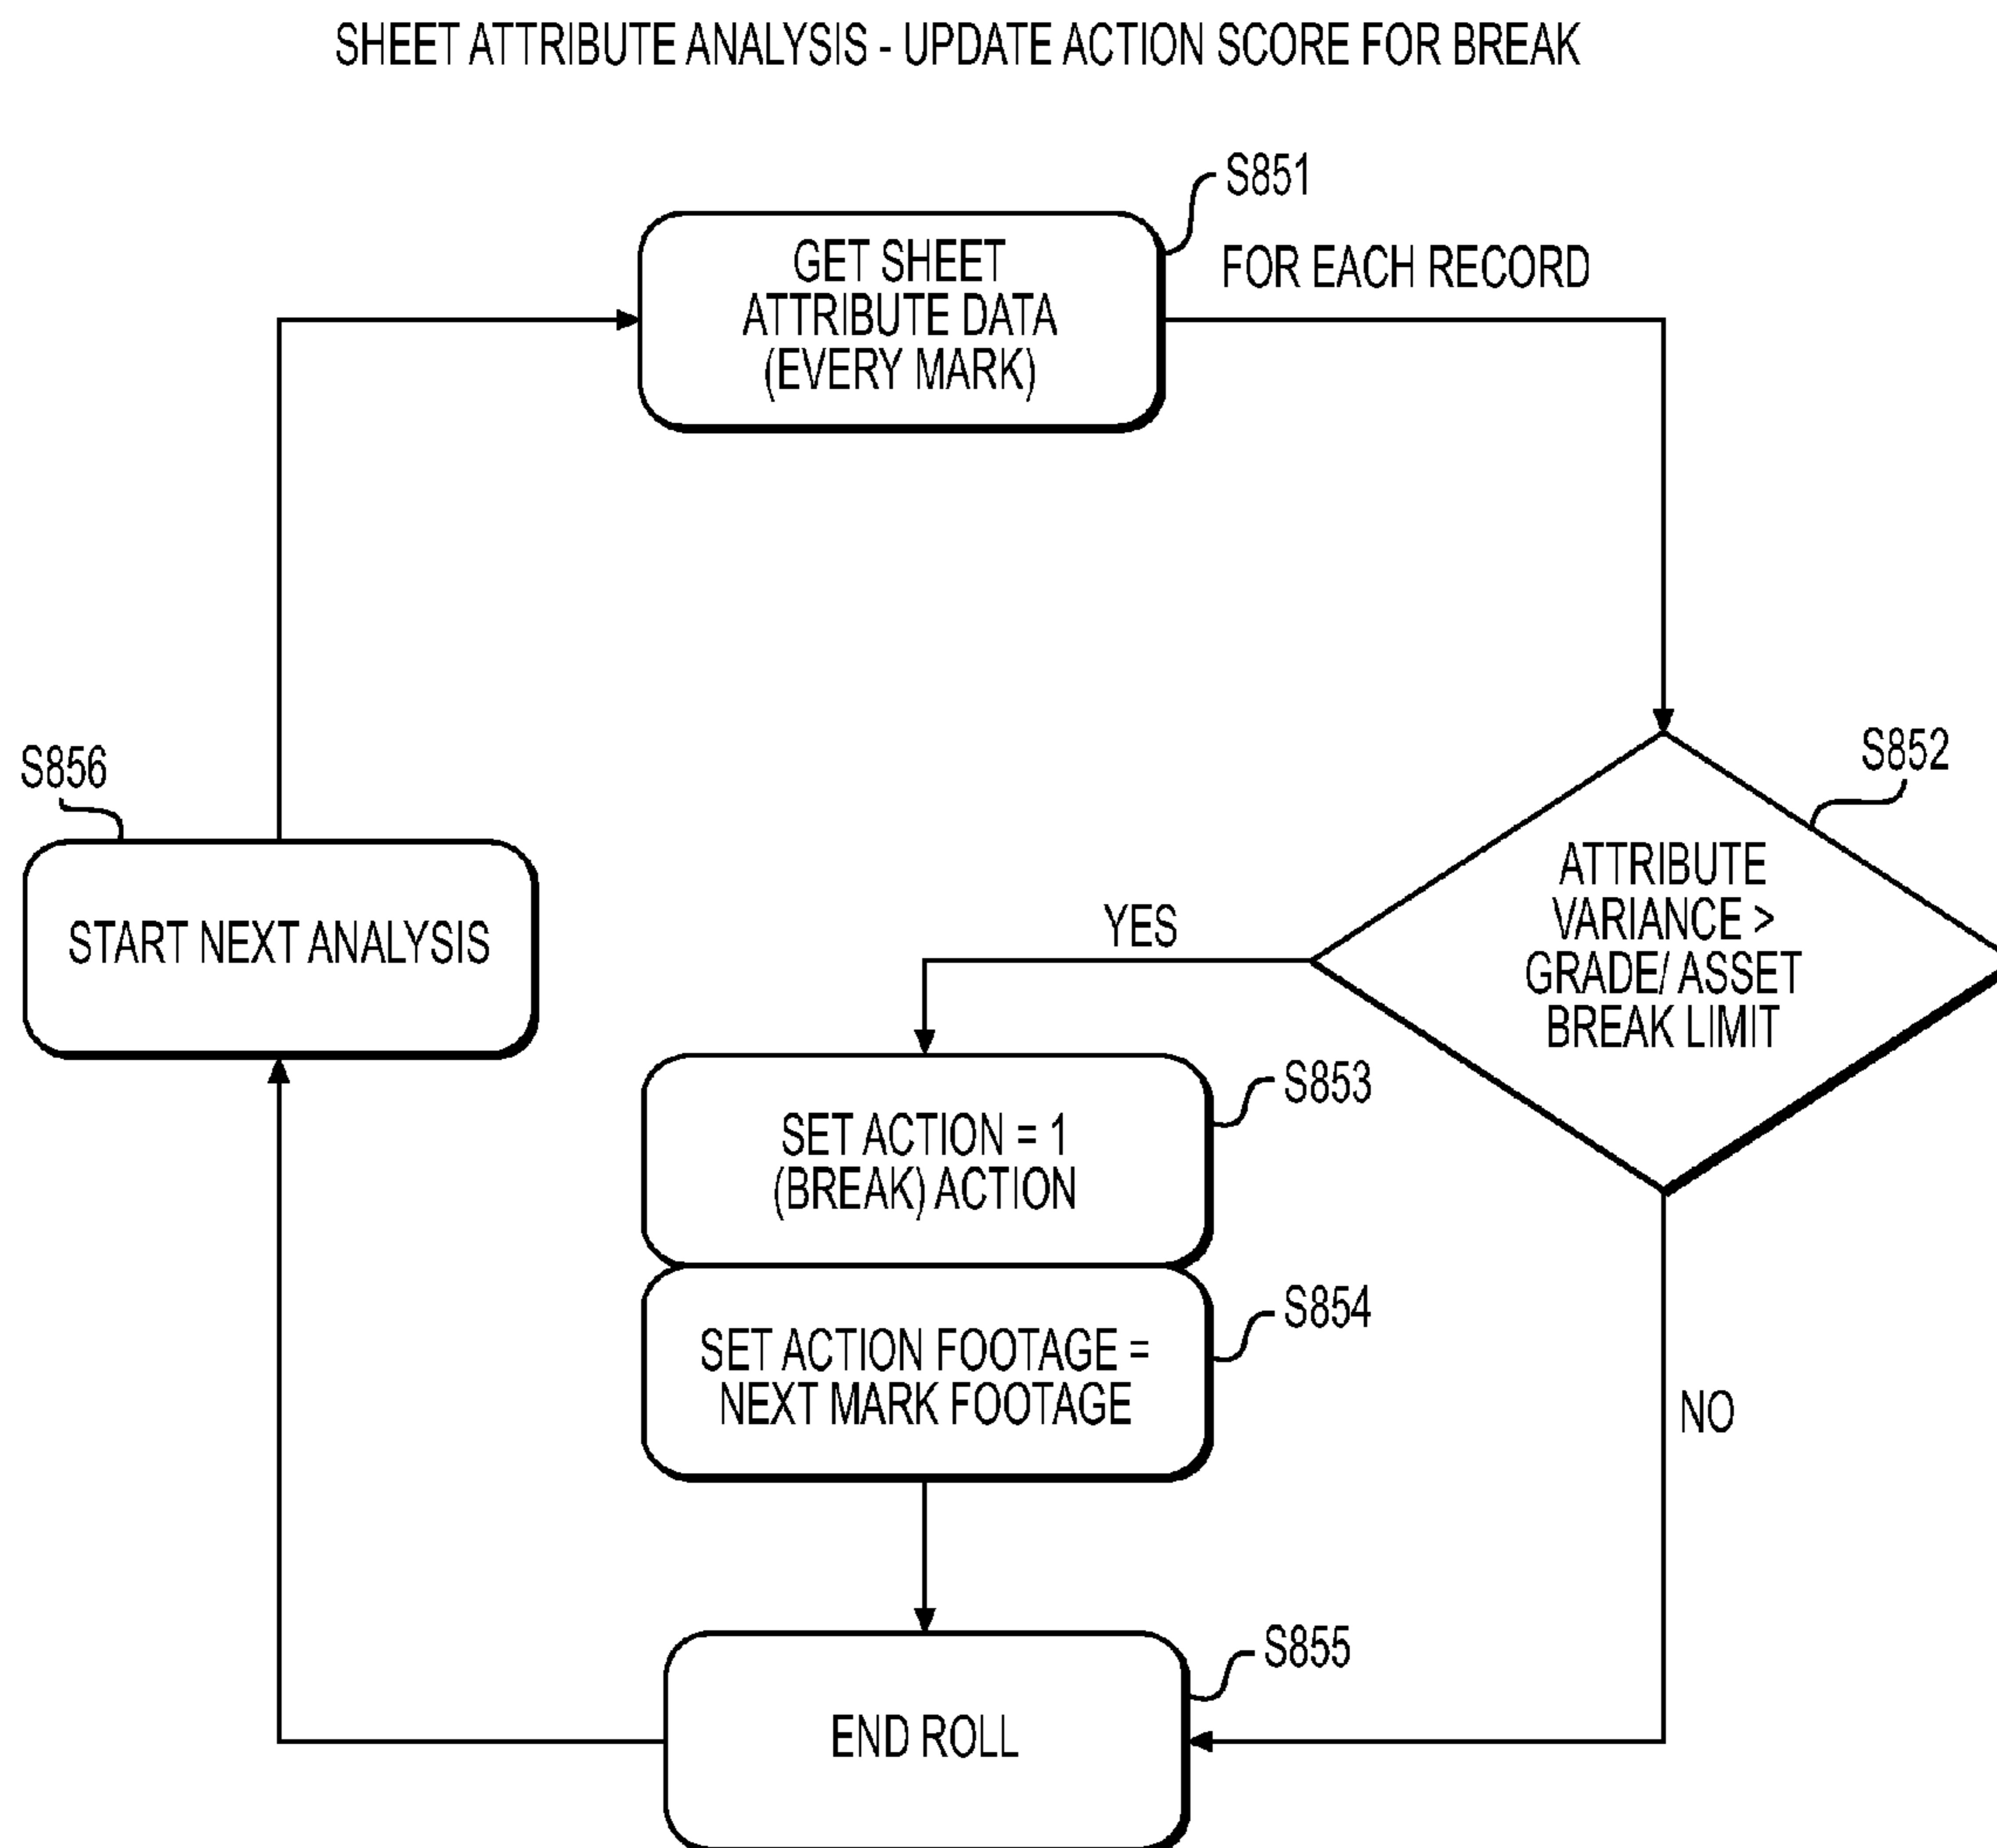 SHEET ATTRIBUTE ANALYSIS - UPDATE ACTION SCORE FOR BREAK
S851
GET SHEET
ATTRIBUTE DATA
(EVERY MARK)
FOR EACH RECORD
S856
START NEXT ANALYSIS
S852
ATTRIBUTE
VARIANCE >
GRADE/ ASSET
BREAK LIMIT
YES
S853
SET ACTION = 1
(BREAK) ACTION
S854
SET ACTION FOOTAGE =
NEXT MARK FOOTAGE
NO
S855
END ROLL